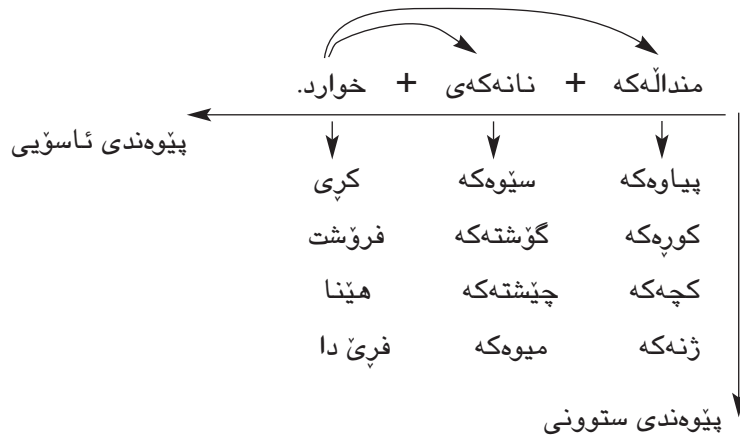 منداڵەکە + نانەکەی + خوارد.
پێوەندی ئاسۆیی
پیاوەکە سێوەکە کڕی
کوڕەکە گۆشتەکە فرۆشت
کچەکە چێشتەکە هێنا
ژنەکە میوەکە فڕێ دا
پێوەندی ستوونی